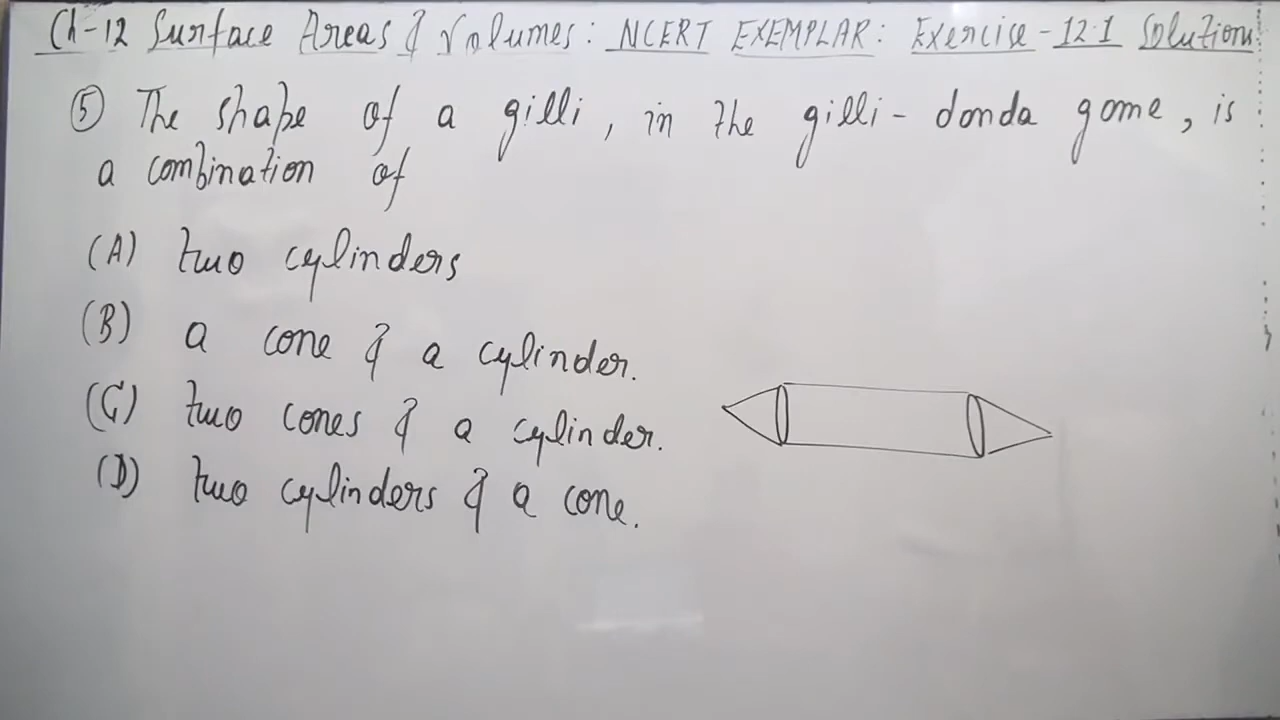 Ch-12 Surface Areas & Volumes: NCERT EXEMPLAR: Exercise-12.1 Solutions
⑤ The shape of a gilli, in the gilli-danda game, is
a combination of
(A) two cylinders
(B) a cone & a cylinder.
(C) two cones & a cylinder.
(D) two cylinders & a cone.